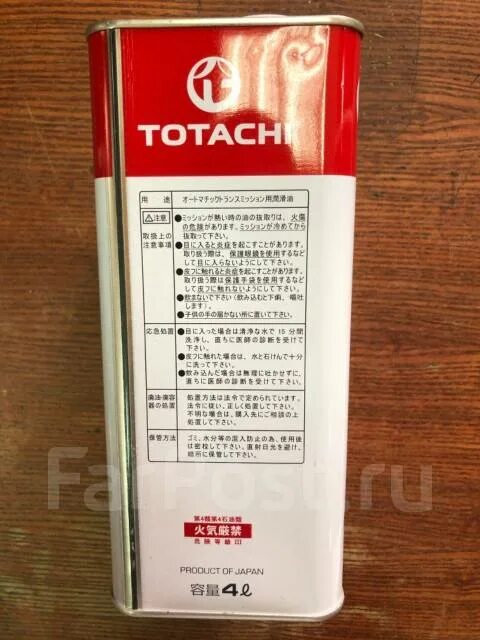 TOTACHI
用途 オートマチックトランスミッション用潤滑油
⚠注意
取扱上の
注意事項
●ミッションが熱い時の油の抜取りは、火傷
の危険があります。ミッションが冷めてから
抜取って下さい。
●目に入ると炎症を起こすことがあります。
取り扱う際は、保護眼鏡を使用するなど
して目に入らないようにして下さい。
●皮フに触れると炎症を起こすことがあります。
取り扱う際は保護手袋を使用するなどし
て皮フに触れないようにして下さい。
●飲まないで下さい(飲み込むと下痢、嘔吐
します)。
●子供の手の届かない所に置いて下さい。
応急処置
●目に入った場合は清浄な水で15分間
洗浄し、直ちに医師の診断を受けて
下さい。
●皮フに触れた場合は、水と石けんで十分
に洗って下さい。
●飲み込んだ場合は無理に吐かせずに、
直ちに医師の診断を受けて下さい。
廃油・廃容
器の処置
処置方法は法令で定められています。
法令に従い、正しく処置して下さい。
不明な場合は、購入先にご相談の上
処置して下さい。
保管方法
ゴミ、水分等の混入防止の為、使用後
は密栓して下さい。直射日光を避け、
暗所に保管して下さい。
FarPost.ru
第4類第4石油類
火気厳禁
危険等級III
PRODUCT OF JAPAN
容量 4ℓ